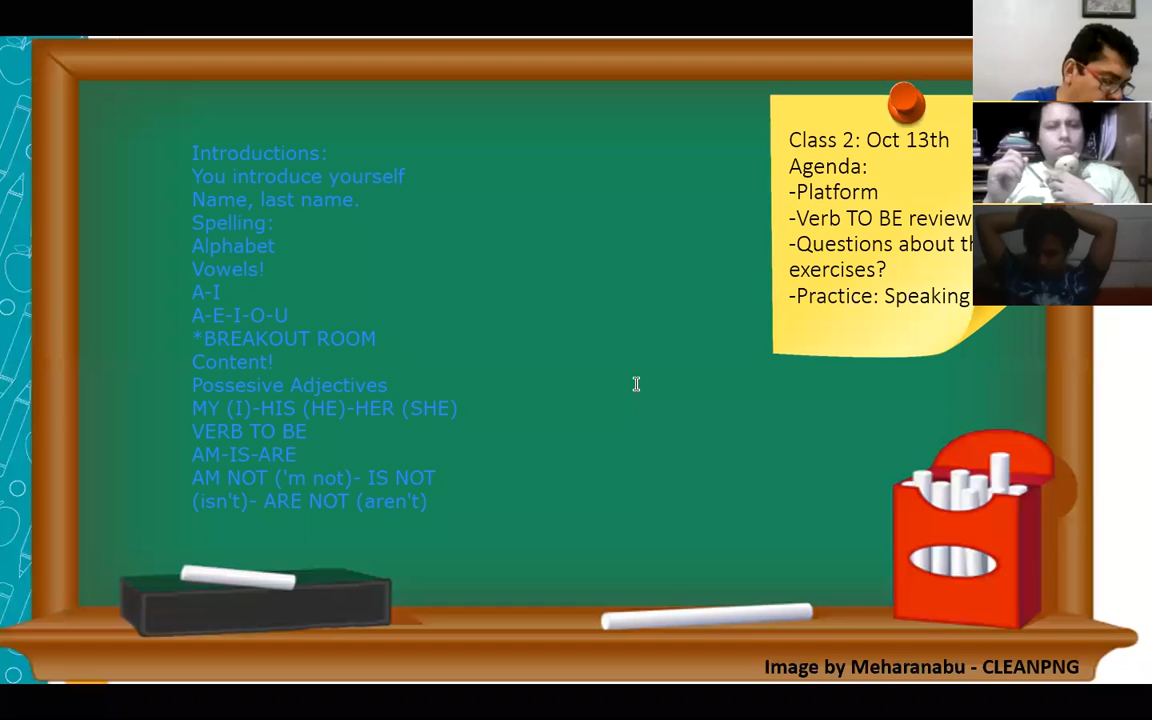 Introductions:
You introduce yourself
Name, last name.
Spelling:
Alphabet
Vowels!
A-I
A-E-I-O-U
*BREAKOUT ROOM
Content!
Possesive Adjectives
MY (I)-HIS (HE)-HER (SHE)
VERB TO BE
AM-IS-ARE
AM NOT ('m not)- IS NOT
(isn't)- ARE NOT (aren't)
Class 2: Oct 13th
Agenda:
-Platform
-Verb TO BE review
-Questions about
exercises?
-Practice: Speaking
Image by Meharanabu - CLEANPNG